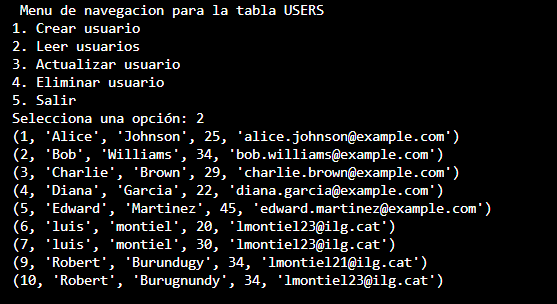 Menu de navegacion para la tabla USERS
1. Crear usuario
2. Leer usuarios
3. Actualizar usuario
4. Eliminar usuario
5. Salir
Selecciona una opción: 2
(1, 'Alice', 'Johnson', 25, 'alice.johnson@example.com')
(2, 'Bob', 'Williams', 34, 'bob.williams@example.com')
(3, 'Charlie', 'Brown', 29, 'charlie.brown@example.com')
(4, 'Diana', 'Garcia', 22, 'diana.garcia@example.com')
(5, 'Edward', 'Martinez', 45, 'edward.martinez@example.com')
(6, 'luis', 'montiel', 20, 'lmontiel23@ilg.cat')
(7, 'luis', 'montiel', 30, 'lmontiel23@ilg.cat')
(9, 'Robert', 'Burundugy', 34, 'lmontiel21@ilg.cat')
(10, 'Robert', 'Burugnundy', 34, 'lmontiel23@ilg.cat')